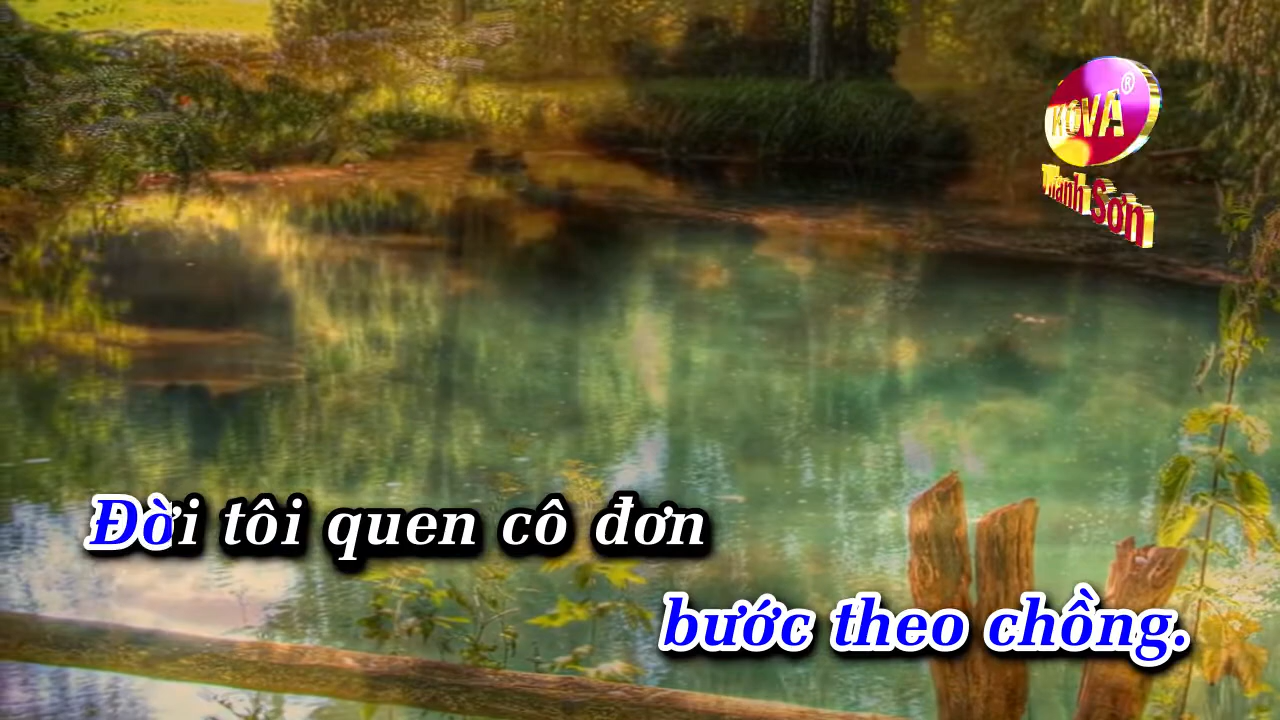 KOVA®
Thanh Sơn
Đời tôi quen cô đơn
bước theo chồng.